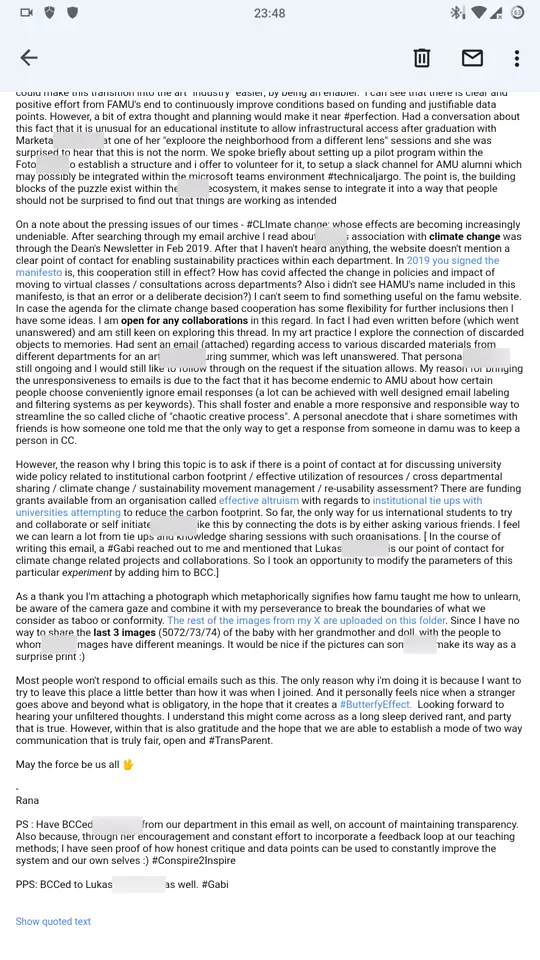 23:48
63
could make this transition into the art "industry" easier, by being an enabler. I can see that there is clear and
positive effort from FAMU's end to continuously improve conditions based on funding and justifiable data
points. However, a bit of extra thought and planning would make it near #perfection. Had a conversation about
this fact that it is unusual for an educational institute to allow infrastructural access after graduation with
Marketa at one of her "exploore the neighborhood from a different lens" sessions and she was
surprised to hear that this is not the norm. We spoke briefly about setting up a pilot program within the
Foto o establish a structure and i offer to volunteer for it, to setup a slack channel for AMU alumni which
may possibly be integrated within the microsoft teams environment #technicaljargo. The point is, the building
blocks of the puzzle exist within the ecosystem, it makes sense to integrate it into a way that people
should not be surprised to find out that things are working as intended
On a note about the pressing issues of our times - #CLImate change; whose effects are becoming increasingly
undeniable. After searching through my email archive I read about s association with climate change was
through the Dean's Newsletter in Feb 2019. After that I haven't heard anything, the website doesn't mention a
clear point of contact for enabling sustainability practices within each department. In 2019 you signed the
manifesto is, this cooperation still in effect? How has covid affected the change in policies and impact of
moving to virtual classes / consultations across departments? Also i didn't see HAMU's name included in this
manifesto, is that an error or a deliberate decision?) I can't seem to find something useful on the famu website.
In case the agenda for the climate change based cooperation has some flexibility for further inclusions then I
have some ideas. I am open for any collaborations in this regard. In fact I had even written before (which went
unanswered) and am still keen on exploring this thread. In my art practice I explore the connection of discarded
objects to memories. Had sent an email (attached) regarding access to various discarded materials from
different departments for an art uring summer, which was left unanswered. That persona
still ongoing and I would still like to follow through on the request if the situation allows. My reason for bringing
the unresponsiveness to emails is due to the fact that it has become endemic to AMU about how certain
people choose conveniently ignore email responses (a lot can be achieved with well designed email labeling
and filtering systems as per keywords). This shall foster and enable a more responsive and responsible way to
streamline the so called cliche of "chaotic creative process". A personal anecdote that i share sometimes with
friends is how someone one told me that the only way to get a response from someone in damu was to keep a
person in CC.
However, the reason why I bring this topic is to ask if there is a point of contact at for discussing university
wide policy related to institutional carbon footprint / effective utilization of resources / cross departmental
sharing / climate change / sustainability movement management / re-usability assessment? There are funding
grants available from an organisation called effective altruism with regards to institutional tie ups with
universities attempting to reduce the carbon footprint. So far, the only way for us international students to try
and collaborate or self initiate ike this by connecting the dots is by either asking various friends. I feel
we can learn a lot from tie ups and knowledge sharing sessions with such organisations. [ In the course of
writing this email, a #Gabi reached out to me and mentioned that Lukas is our point of contact for
climate change related projects and collaborations. So I took an opportunity to modify the parameters of this
particular experiment by adding him to BCC.]
As a thank you I'm attaching a photograph which metaphorically signifies how famu taught me how to unlearn,
be aware of the camera gaze and combine it with my perseverance to break the boundaries of what we
consider as taboo or conformity. The rest of the images from my X are uploaded on this folder. Since I have no
way to share the last 3 images (5072/73/74) of the baby with her grandmother and doll, with the people to
whom mages have different meanings. It would be nice if the pictures can som make its way as a
surprise print :)
Most people won't respond to official emails such as this. The only reason why i'm doing it is because I want to
try to leave this place a little better than how it was when I joined. And it personally feels nice when a stranger
goes above and beyond what is obligatory, in the hope that it creates a #ButterfyEffect. Looking forward to
hearing your unfiltered thoughts. I understand this might come across as a long sleep derived rant, and party
that is true. However, within that is also gratitude and the hope that we are able to establish a mode of two way
communication that is truly fair, open and #TransParent.
May the force be us all 🖖
-
Rana
PS : Have BCCed from our department in this email as well, on account of maintaining transparency.
Also because, through her encouragement and constant effort to incorporate a feedback loop at our teaching
methods; I have seen proof of how honest critique and data points can be used to constantly improve the
system and our own selves :) #Conspire2Inspire
PPS: BCCed to Lukas as well. #Gabi
Show quoted text